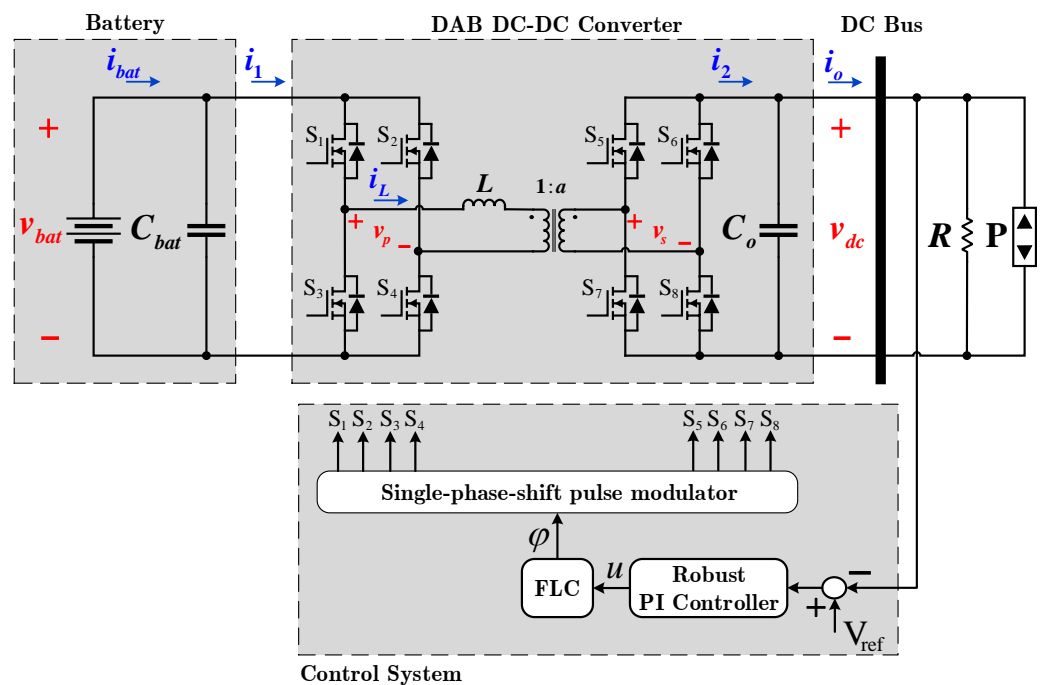 Battery
DAB DC-DC Converter
DC Bus
i_bat
i_1
i_2
i_o
+
+
S_1
S_2
S_5
S_6
i_L
L
1:a
+
v_p
−
+
v_s
−
v_bat
C_bat
C_o
v_dc
R
P
S_3
S_4
S_7
S_8
−
−
S_1 S_2 S_3 S_4
S_5 S_6 S_7 S_8
Single-phase-shift pulse modulator
φ
FLC
u
Robust
PI Controller
−
+
V_ref
Control System